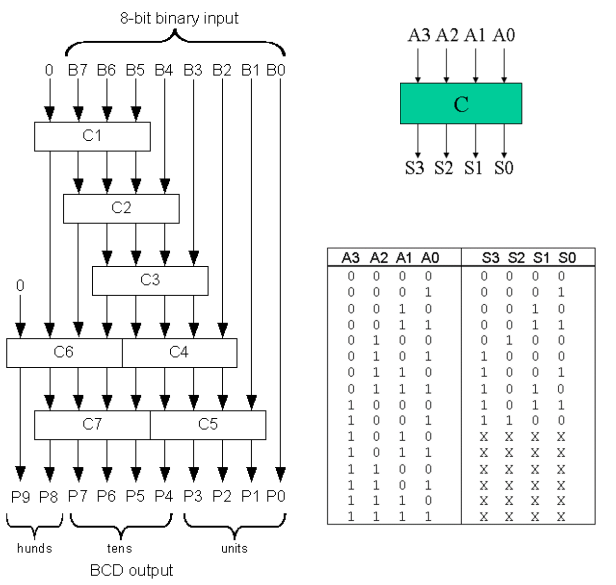 8-bit binary input
0 B7 B6 B5 B4 B3 B2 B1 B0
C1
C2
C3
0
C6 C4
C7 C5
P9 P8 P7 P6 P5 P4 P3 P2 P1 P0
hunds tens units
BCD output
A3 A2 A1 A0
C
S3 S2 S1 S0
A3 A2 A1 A0 S3 S2 S1 S0
0 0 0 0 0 0 0 0
0 0 0 1 0 0 0 1
0 0 1 0 0 0 1 0
0 0 1 1 0 0 1 1
0 1 0 0 0 1 0 0
0 1 0 1 1 0 0 0
0 1 1 0 1 0 0 1
0 1 1 1 1 0 1 0
1 0 0 0 1 0 1 1
1 0 0 1 1 1 0 0
1 0 1 0 X X X X
1 0 1 1 X X X X
1 1 0 0 X X X X
1 1 0 1 X X X X
1 1 1 0 X X X X
1 1 1 1 X X X X